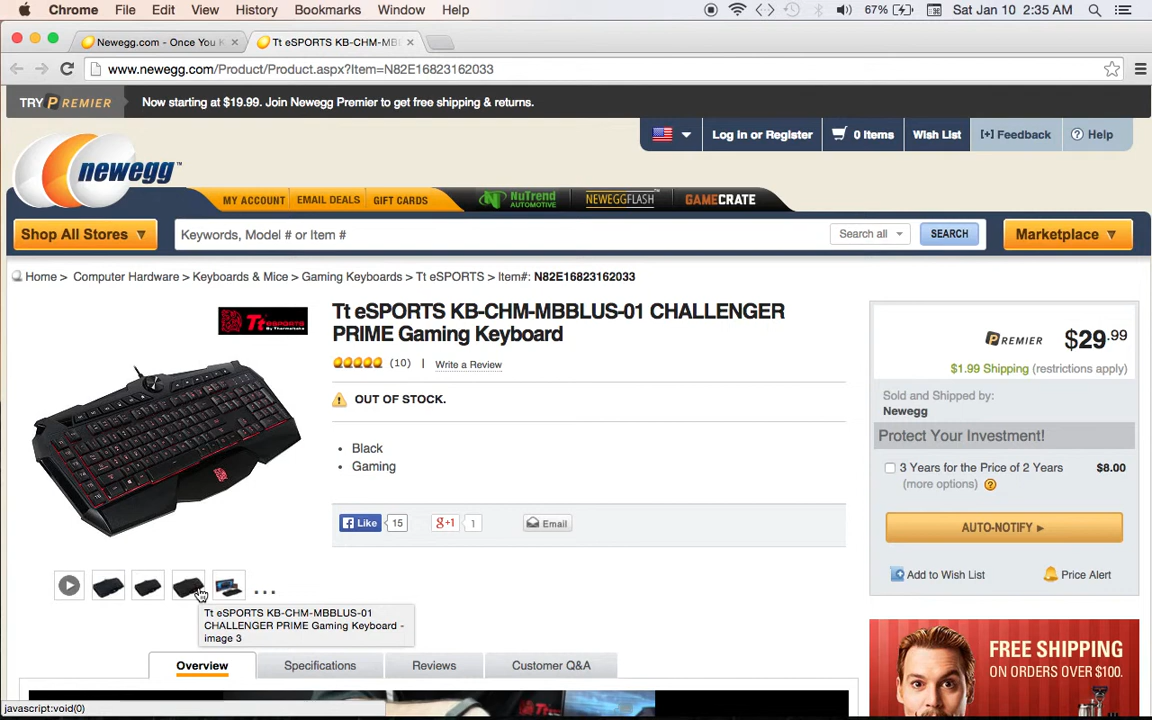 Chrome File Edit View History Bookmarks Window Help 67% Sat Jan 10 2:35 AM
Newegg.com - Once You K
Tt eSPORTS KB-CHM-MB
www.newegg.com/Product/Product.aspx?Item=N82E16823162033
TRY PREMIER Now starting at $19.99. Join Newegg Premier to get free shipping & returns.
Log In or Register 0 Items Wish List [+] Feedback ? Help
newegg™
MY ACCOUNT EMAIL DEALS GIFT CARDS NUTREND AUTOMOTIVE NEWEGGFLASH™ GAMECRATE
Shop All Stores Keywords, Model # or Item # Search all SEARCH Marketplace
Home > Computer Hardware > Keyboards & Mice > Gaming Keyboards > Tt eSPORTS > Item#: N82E16823162033
Tt eSPORTS
By Thermaltake
Tt eSPORTS KB-CHM-MBBLUS-01 CHALLENGER
PRIME Gaming Keyboard
(10) | Write a Review
OUT OF STOCK.
• Black
• Gaming
Like 15 g+1 1 Email
PREMIER $29.99
$1.99 Shipping (restrictions apply)
Sold and Shipped by:
Newegg
Protect Your Investment!
3 Years for the Price of 2 Years $8.00
(more options) ?
AUTO-NOTIFY ▸
Add to Wish List Price Alert
...
Tt eSPORTS KB-CHM-MBBLUS-01
CHALLENGER PRIME Gaming Keyboard -
image 3
Overview Specifications Reviews Customer Q&A
FREE SHIPPING
ON ORDERS OVER $100.
javascript:void(0)